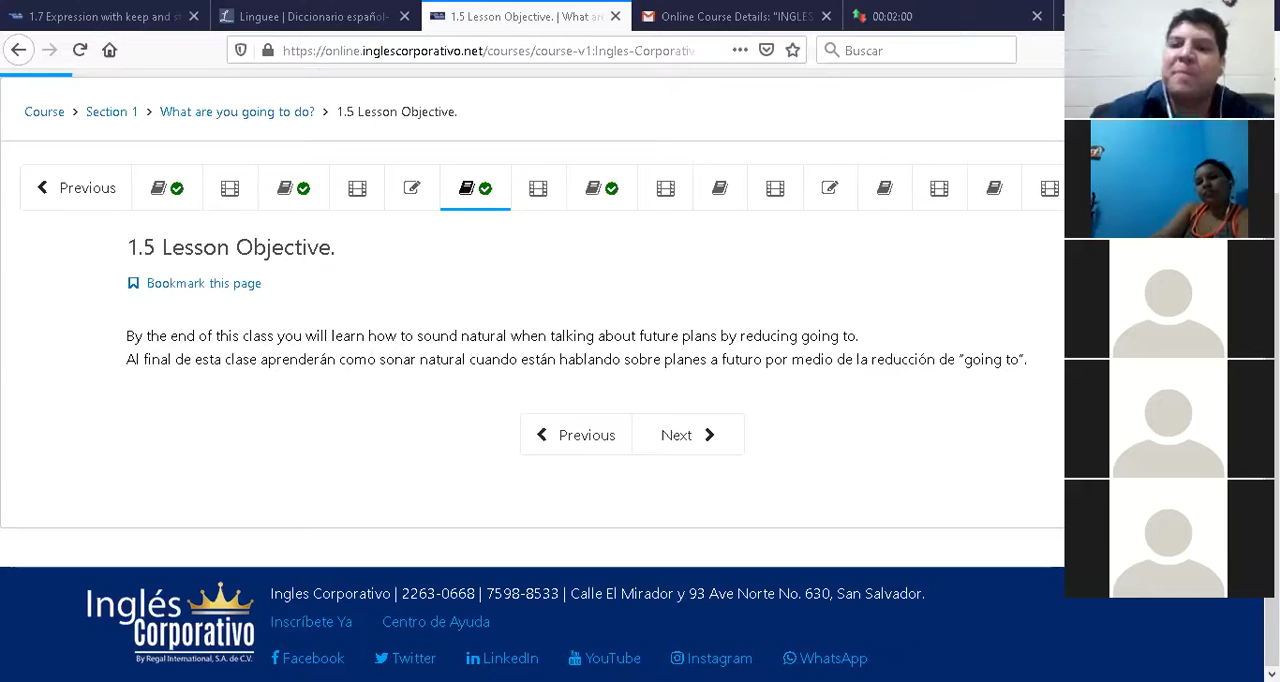 1.7 Expression with keep and s
Linguee | Diccionario español-
1.5 Lesson Objective. | What are
Online Course Details: "INGLES
00:02:00
https://online.inglescorporativo.net/courses/course-v1:Ingles-Corporativ
Buscar
Course > Section 1 > What are you going to do? > 1.5 Lesson Objective.
Previous
1.5 Lesson Objective.
Bookmark this page
By the end of this class you will learn how to sound natural when talking about future plans by reducing going to.
Al final de esta clase aprenderán como sonar natural cuando están hablando sobre planes a futuro por medio de la reducción de "going to".
Previous Next
Inglés Corporativo
By Regal International, S.A. de C.V.
Ingles Corporativo | 2263-0668 | 7598-8533 | Calle El Mirador y 93 Ave Norte No. 630, San Salvador.
Inscríbete Ya Centro de Ayuda
Facebook Twitter LinkedIn YouTube Instagram WhatsApp